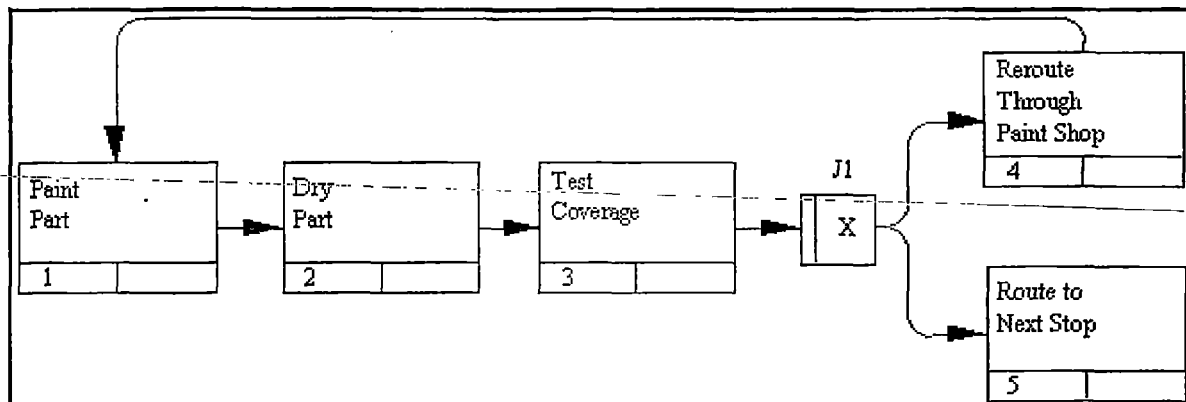 Reroute
Through
Paint Shop
4
Paint
Part
1
Dry
Part
2
Test
Coverage
3
J1
X
Route to
Next Stop
5